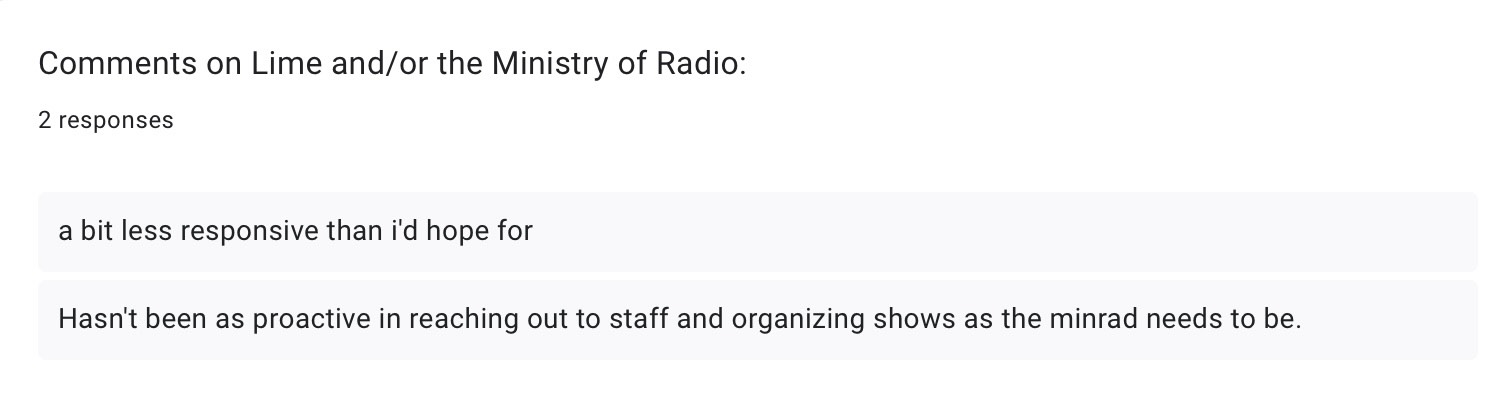 Comments on Lime and/or the Ministry of Radio:
2 responses
a bit less responsive than i'd hope for
Hasn't been as proactive in reaching out to staff and organizing shows as the minrad needs to be.